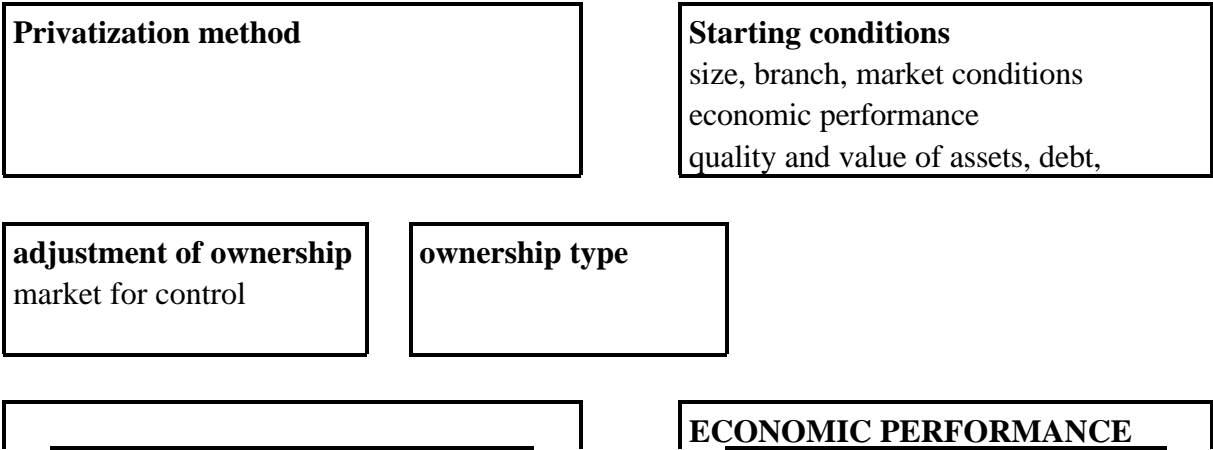 Privatization method
Starting conditions
size, branch, market conditions
economic performance
quality and value of assets, debt,
adjustment of ownership
market for control
ownership type
ECONOMIC PERFORMANCE